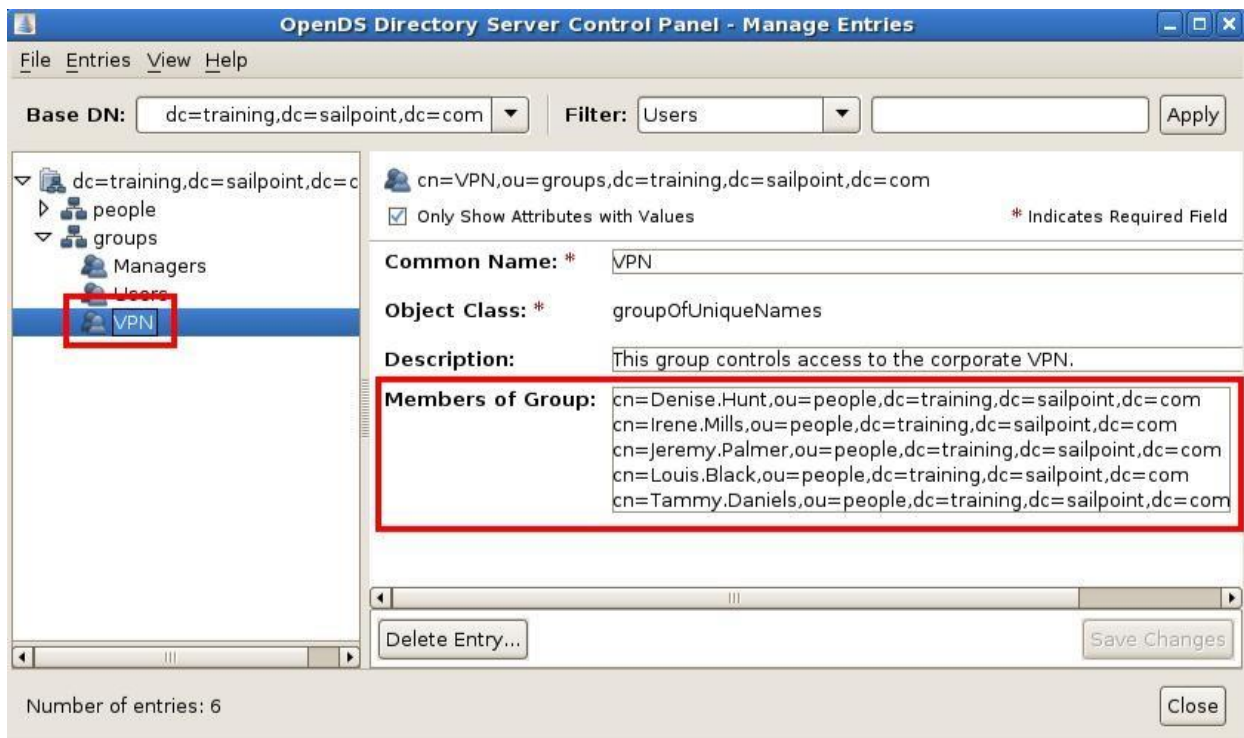 OpenDS Directory Server Control Panel - Manage Entries
File Entries View Help
Base DN: dc=training,dc=sailpoint,dc=com Filter: Users Apply
dc=training,dc=sailpoint,dc=c
people
groups
Managers
Users
VPN
cn=VPN,ou=groups,dc=training,dc=sailpoint,dc=com
Only Show Attributes with Values * Indicates Required Field
Common Name: * VPN
Object Class: * groupOfUniqueNames
Description: This group controls access to the corporate VPN.
Members of Group: cn=Denise.Hunt,ou=people,dc=training,dc=sailpoint,dc=com
cn=Irene.Mills,ou=people,dc=training,dc=sailpoint,dc=com
cn=Jeremy.Palmer,ou=people,dc=training,dc=sailpoint,dc=com
cn=Louis.Black,ou=people,dc=training,dc=sailpoint,dc=com
cn=Tammy.Daniels,ou=people,dc=training,dc=sailpoint,dc=com
Delete Entry... Save Changes
Number of entries: 6 Close